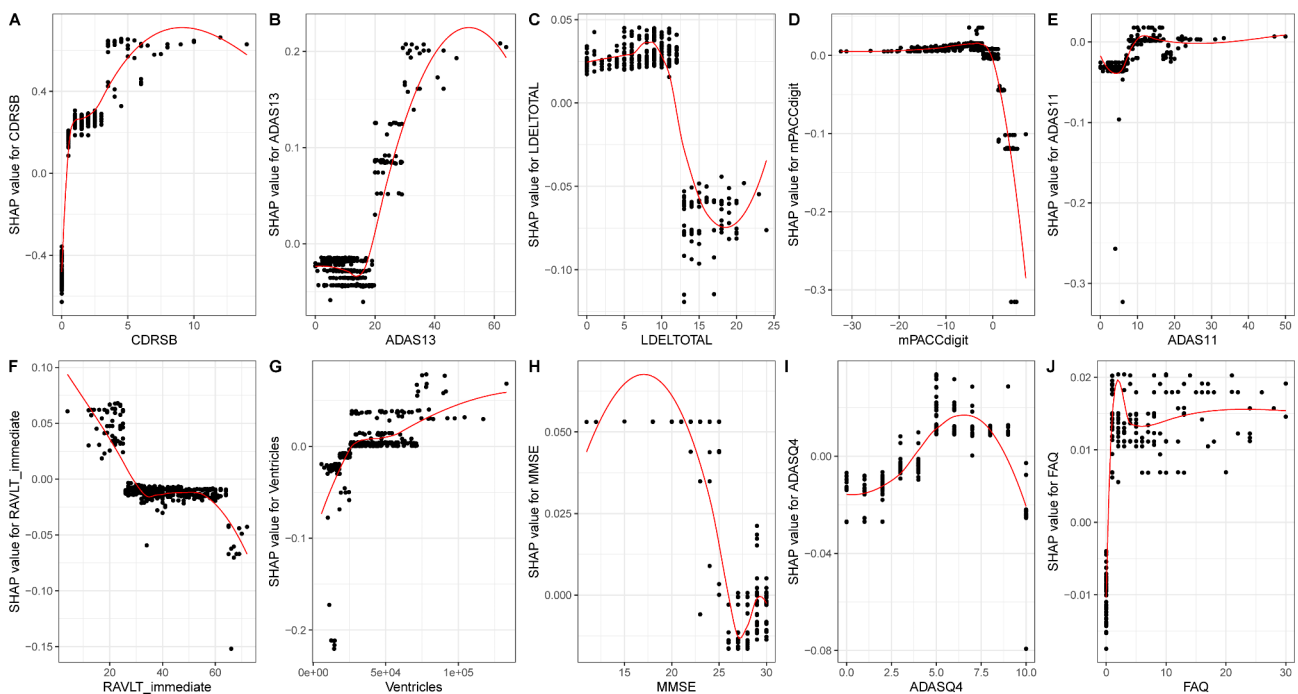 A
SHAP value for CDRSB
0.4
0.0
−0.4
0
5
10
CDRSB
B
SHAP value for ADAS13
0.2
0.1
0.0
0
20
40
60
ADAS13
C
SHAP value for LDELTOTAL
0.05
0.00
−0.05
−0.10
0
5
10
15
20
25
LDELTOTAL
D
SHAP value for mPACCdigit
0.0
−0.1
−0.2
−0.3
−30
−20
−10
0
mPACCdigit
E
SHAP value for ADAS11
0.0
−0.1
−0.2
−0.3
0
10
20
30
40
50
ADAS11
F
SHAP value for RAVLT_immediate
0.10
0.05
0.00
−0.05
−0.10
−0.15
20
40
60
RAVLT_immediate
G
SHAP value for Ventricles
0.1
0.0
−0.1
−0.2
0e+00
5e+04
1e+05
Ventricles
H
SHAP value for MMSE
0.050
0.025
0.000
15
20
25
30
MMSE
I
SHAP value for ADASQ4
0.00
−0.04
−0.08
0.0
2.5
5.0
7.5
10.0
ADASQ4
J
SHAP value for FAQ
0.02
0.01
0.00
−0.01
0
10
20
30
FAQ